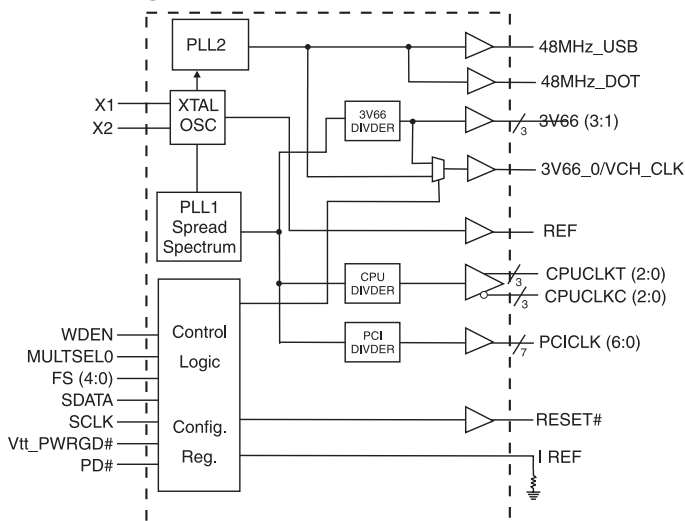 PLL2
48MHz_USB
48MHz_DOT
X1
X2
XTAL
OSC
3V66
DIVDER
3
3V66 (3:1)
3V66_0/VCH_CLK
PLL1
Spread
Spectrum
REF
CPU
DIVDER
3
CPUCLKT (2:0)
3
CPUCLKC (2:0)
PCI
DIVDER
7
PCICLK (6:0)
WDEN
MULTSEL0
FS (4:0)
SDATA
SCLK
Vtt_PWRGD#
PD#
Control
Logic
Config.
Reg.
RESET#
I REF